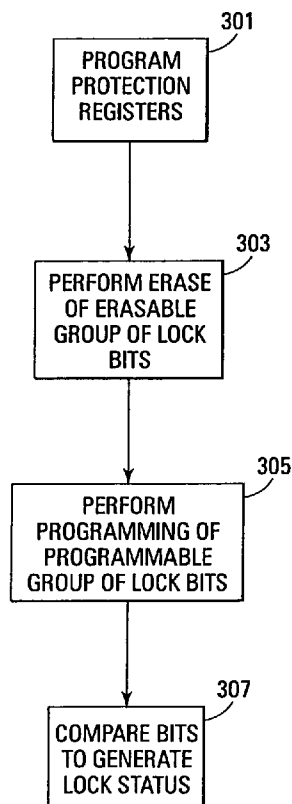 301
PROGRAM
PROTECTION
REGISTERS
303
PERFORM ERASE
OF ERASABLE
GROUP OF LOCK
BITS
305
PERFORM
PROGRAMMING OF
PROGRAMMABLE
GROUP OF LOCK BITS
307
COMPARE BITS
TO GENERATE
LOCK STATUS